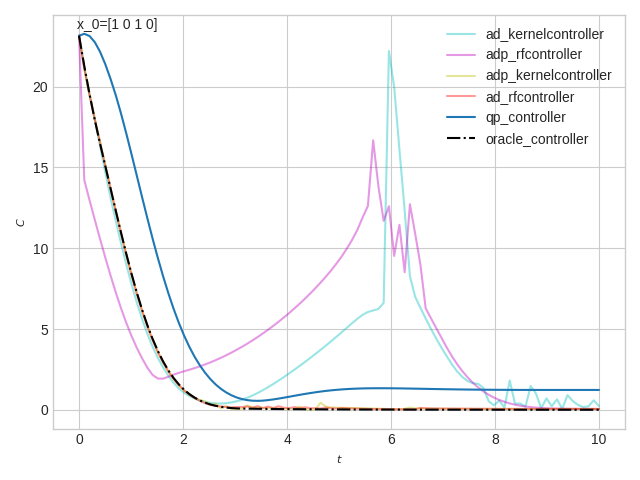 x_0=[1 0 1 0]
ad_kernelcontroller
adp_rfcontroller
adp_kernelcontroller
ad_rfcontroller
qp_controller
oracle_controller
C
20
15
10
5
0
0 2 4 6 8 10
t